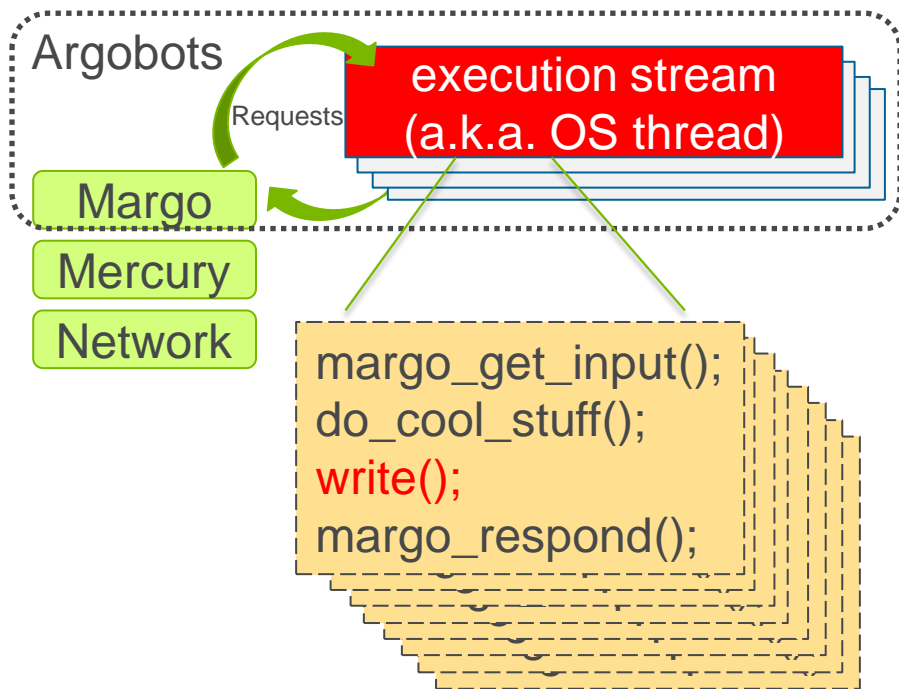 Argobots
execution stream
(a.k.a. OS thread)
Requests
Margo
Mercury
Network
margo_get_input();
do_cool_stuff();
write();
margo_respond();